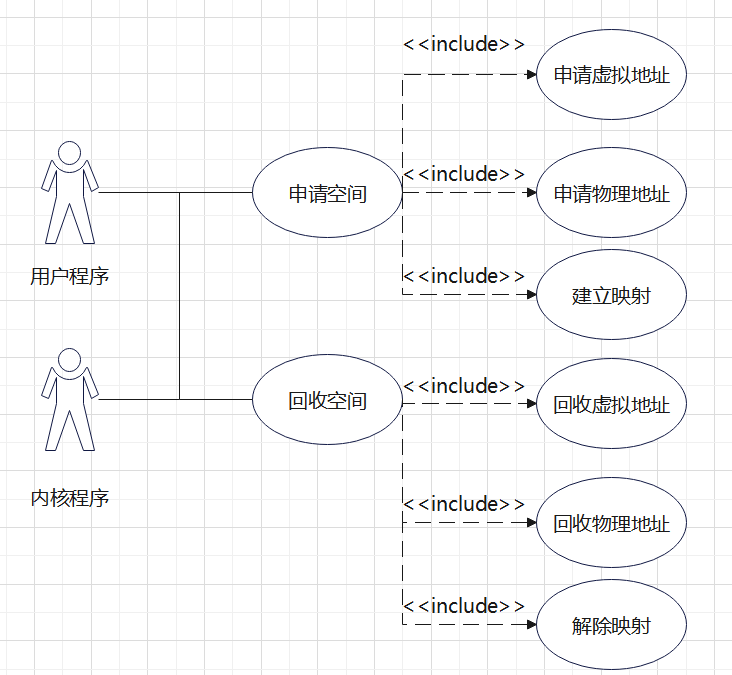 <<include>>
申请虚拟地址
<<include>>
申请空间
申请物理地址
用户程序
<<include>>
建立映射
<<include>>
回收空间
回收虚拟地址
内核程序
<<include>>
回收物理地址
<<include>>
解除映射